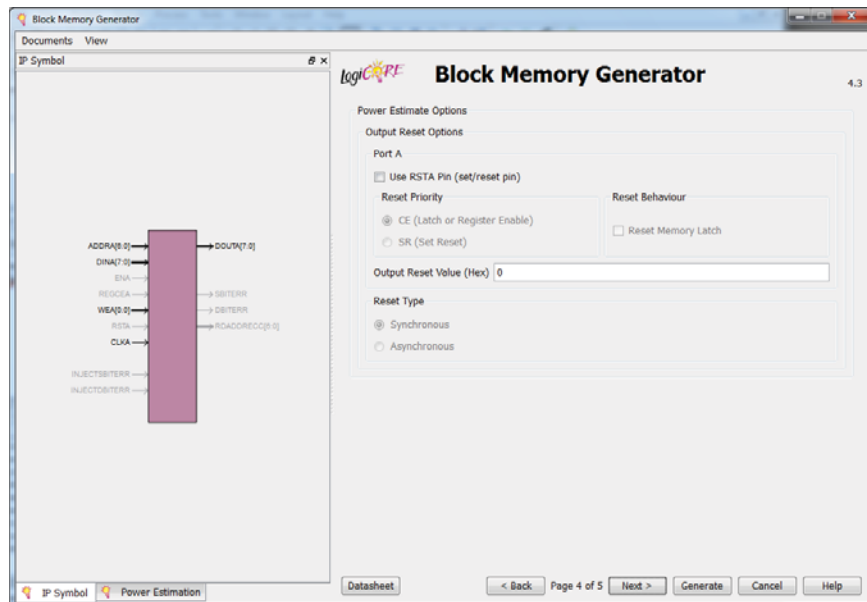 Block Memory Generator
Documents View
IP Symbol
LogiCORE
Block Memory Generator
4.3
Power Estimate Options
Output Reset Options
Port A
Use RSTA Pin (set/reset pin)
Reset Priority
CE (Latch or Register Enable)
SR (Set Reset)
Reset Behaviour
Reset Memory Latch
Output Reset Value (Hex) 0
Reset Type
Synchronous
Asynchronous
ADDRA[5:0] DOUTA[7:0]
DINA[7:0]
ENA
REGCEA SBITERR
WEA[0:0] DBITERR
RSTA RDADDRECC[5:0]
CLKA
INJECTSBITERR
INJECTDBITERR
IP Symbol Power Estimation
Datasheet < Back Page 4 of 5 Next > Generate Cancel Help